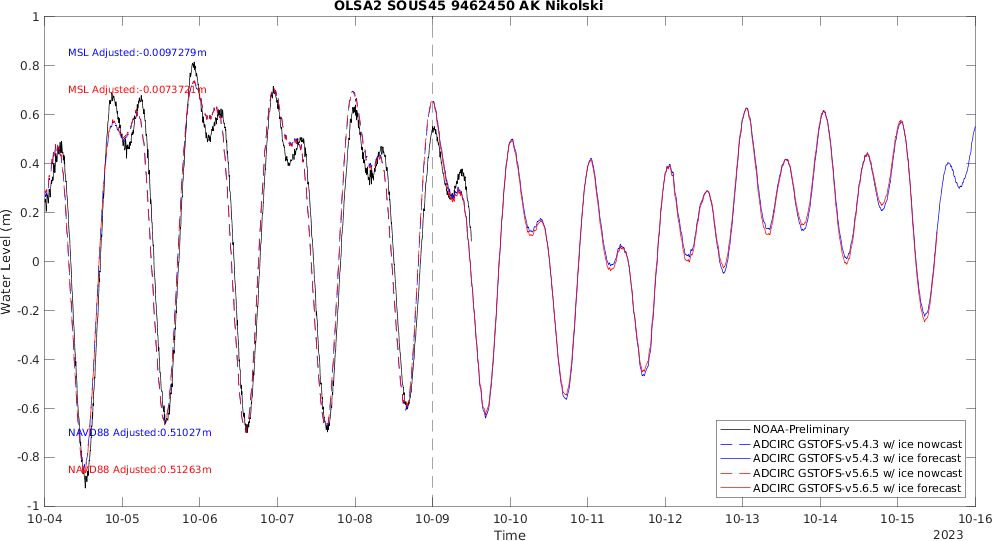 OLSA2 SOUS45 9462450 AK Nikolski
1
MSL Adjusted:-0.0097279m
0.8
MSL Adjusted:-0.0073721m
0.6
0.4
0.2
Water Level (m)
0
-0.2
-0.4
-0.6
NAVD88 Adjusted:0.51027m
NOAA-Preliminary
ADCIRC GSTOFS-v5.4.3 w/ ice nowcast
-0.8
ADCIRC GSTOFS-v5.4.3 w/ ice forecast
NAVD88 Adjusted:0.51263m
ADCIRC GSTOFS-v5.6.5 w/ ice nowcast
ADCIRC GSTOFS-v5.6.5 w/ ice forecast
-1
10-04 10-05 10-06 10-07 10-08 10-09 10-10 10-11 10-12 10-13 10-14 10-15 10-16
Time
2023